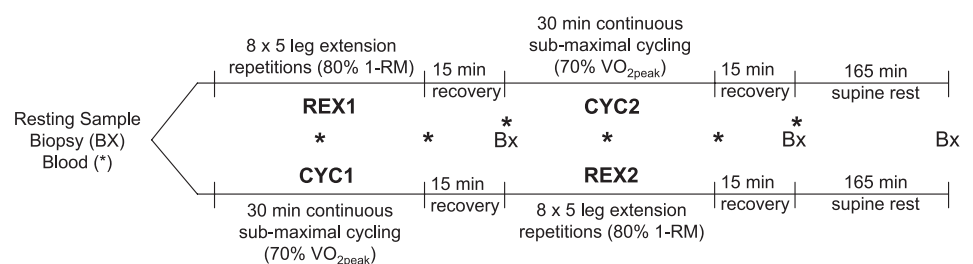 30 min continuous
sub-maximal cycling
(70% VO2peak)
8 x 5 leg extension
repetitions (80% 1-RM)
15 min
recovery
15 min
recovery
165 min
supine rest
REX1
CYC2
Resting Sample
Biopsy (BX)
Blood (*)
* * * Bx * * * Bx Bx
CYC1
REX2
15 min
recovery
15 min
recovery
165 min
supine rest
30 min continuous
sub-maximal cycling
(70% VO2peak)
8 x 5 leg extension
repetitions (80% 1-RM)